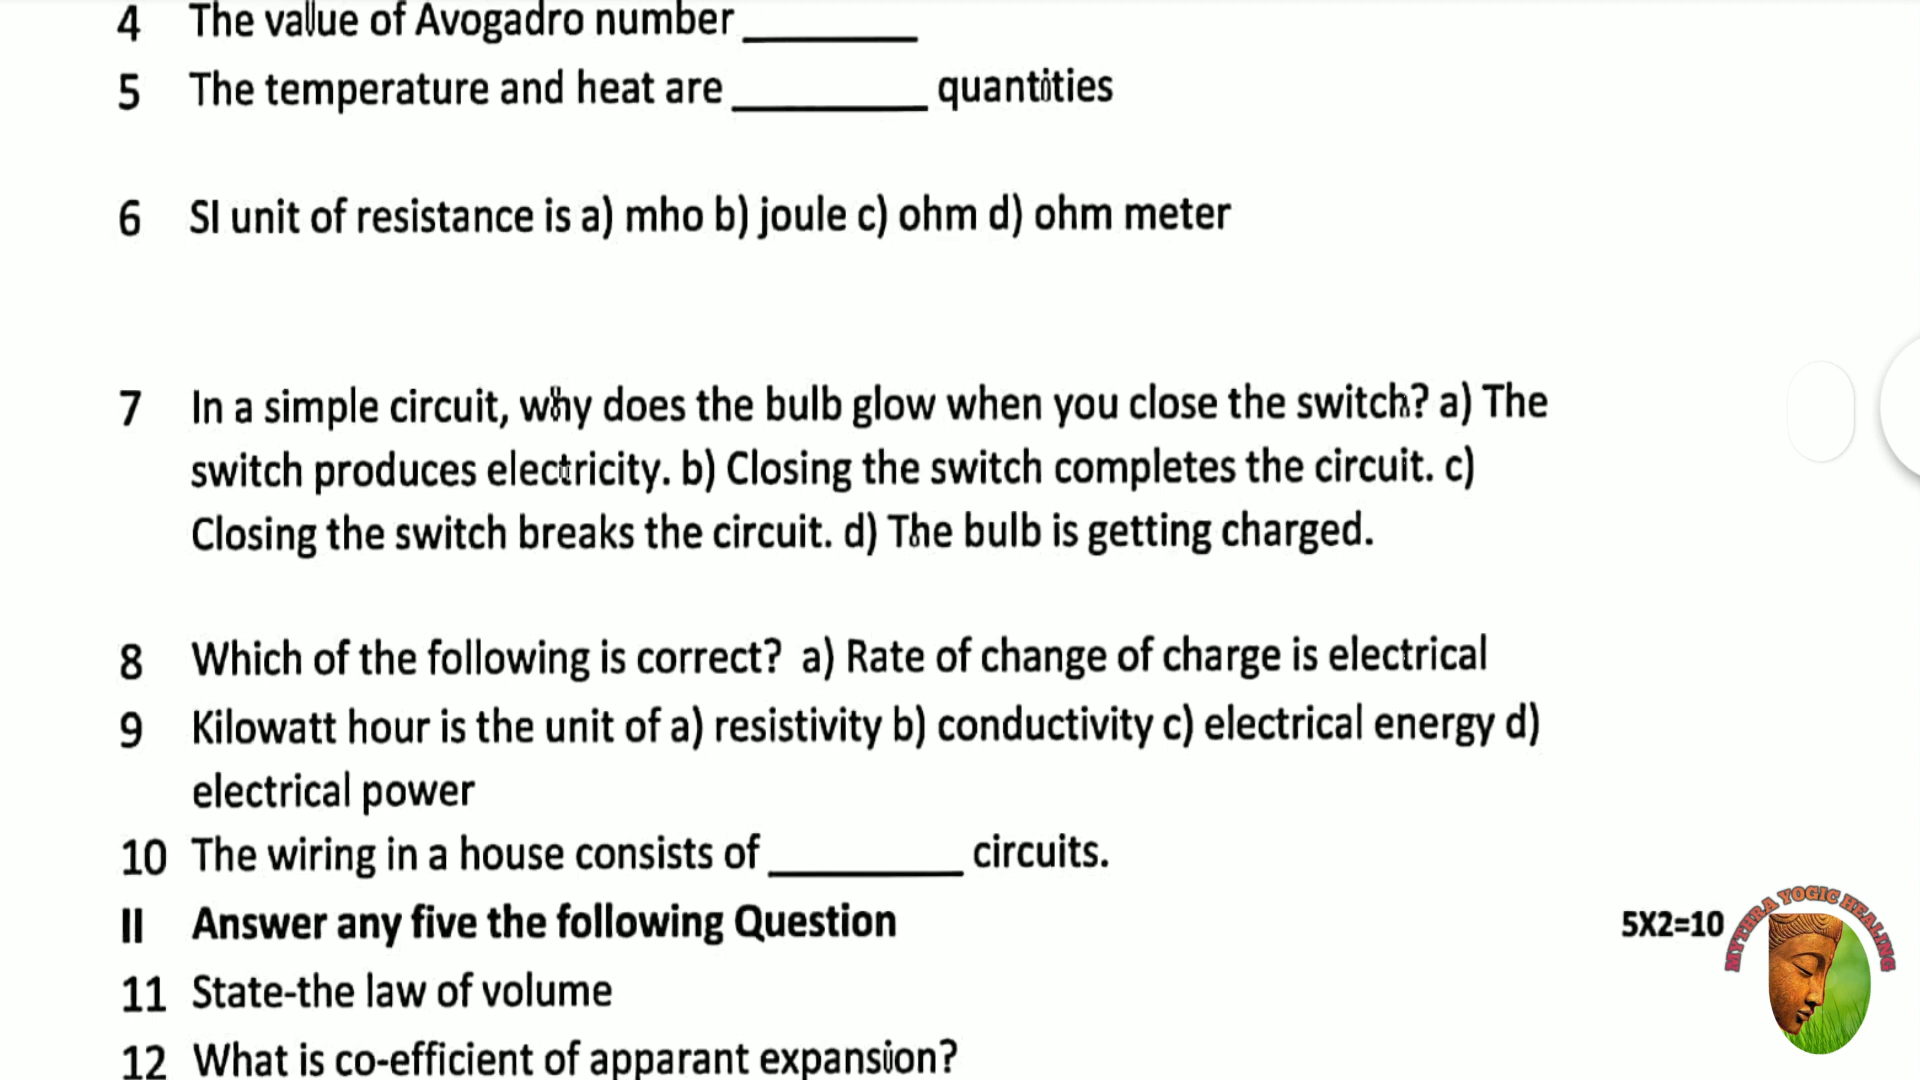 4 The value of Avogadro number ________
5 The temperature and heat are _________ quantities
6 SI unit of resistance is a) mho b) joule c) ohm d) ohm meter
7 In a simple circuit, why does the bulb glow when you close the switch? a) The
switch produces electricity. b) Closing the switch completes the circuit. c)
Closing the switch breaks the circuit. d) The bulb is getting charged.
8 Which of the following is correct? a) Rate of change of charge is electrical
9 Kilowatt hour is the unit of a) resistivity b) conductivity c) electrical energy d)
electrical power
10 The wiring in a house consists of _________ circuits.
II Answer any five the following Question 5X2=10
MYTHRA YOGIC HEALING
11 State-the law of volume
12 What is co-efficient of apparant expansion?